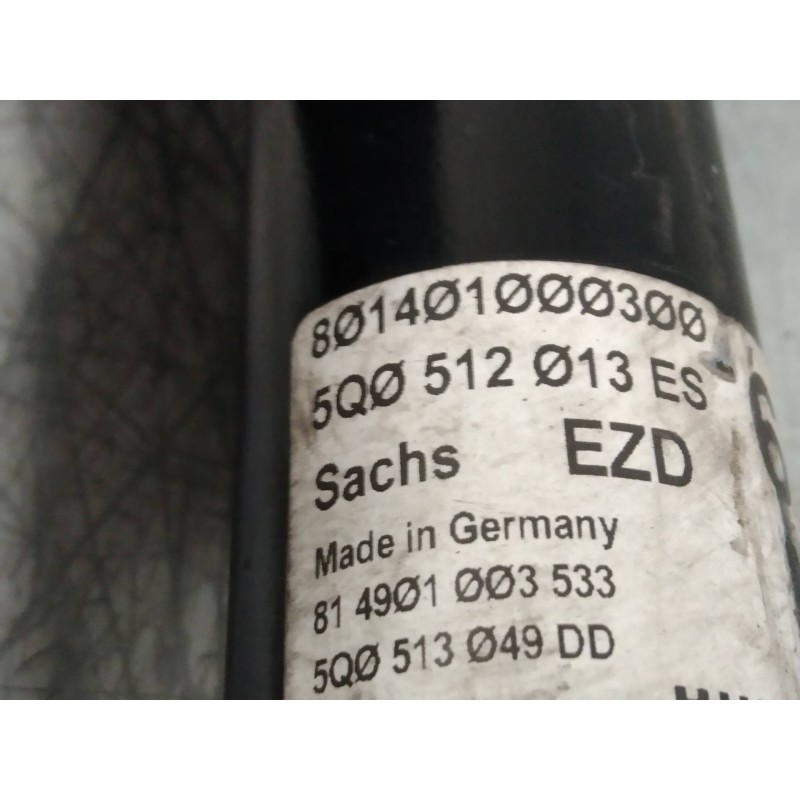 8Ø14Ø1ØØØ3ØØ
5QØ 512 Ø13 ES
Sachs EZD
Made in Germany
81 49Ø1 ØØ3 533
5QØ 513 Ø49 DD